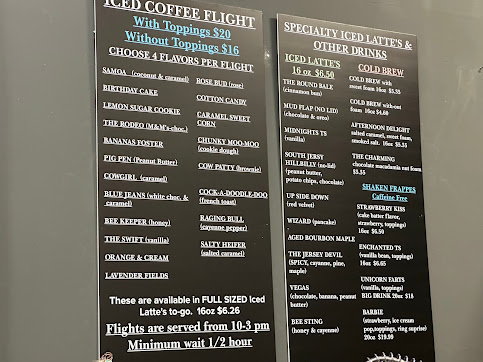 ICED COFFEE FLIGHT
With Toppings $20
Without Toppings $16
CHOOSE 4 FLAVORS PER FLIGHT
SAMOA (coconut & caramel)
BIRTHDAY CAKE
LEMON SUGAR COOKIE
THE RODEO (M&M's-choc.)
BANANAS FOSTER
PIG PEN (Peanut Butter)
COWGIRL (caramel)
BLUE JEANS (white choc. &
caramel)
BEE KEEPER (honey)
THE SWIFT (vanilla)
ORANGE & CREAM
LAVENDER FIELDS
ROSE BUD (rose)
COTTON CANDY
CARAMEL SWEET
CORN
CHUNKY MOO-MOO
(cookie dough)
COW PATTY (brownie)
COCK-A-DOODLE-DOO
(french toast)
RAGING BULL
(cayenne pepper)
SALTY HEIFER
(salted caramel)
These are available in FULL SIZED Iced
Latte's to-go. 16oz $6.26
Flights are served from 10-3 pm
Minimum wait 1/2 hour
SPECIALTY ICED LATTE'S &
OTHER DRINKS
ICED LATTE'S
16 oz $6.50
THE ROUND BALE
(cinnamon bun)
MUD FLAP (NO LID)
(chocolate & oreo)
MIDNIGHTS TS
(vanilla)
SOUTH JERSY
HILLBILLY (no-lid)
(peanut butter,
potato chips, chocolate)
UP SIDE DOWN
(red velvet)
WIZARD (pancake)
AGED BOURBON MAPLE
THE JERSEY DEVIL
(SPICY, cayanne, pine,
maple)
VEGAS
(chocolate, banana, peanut
butter)
BEE STING
(honey & cayenne)
COLD BREW
COLD BREW with
sweet foam 16oz $5.35
COLD BREW with-out
foam 16oz $4.60
AFTERNOON DELIGHT
salted caramel, sweet foam
smoked salt. 16oz $5.35
THE CHARMING
chocolate macadamia nut foam
$5.35
SHAKEN FRAPPES
Caffeine Free
STRAWBERRY KISS
(cake batter flavor,
strawberry, toppings)
16oz $6.50
ENCHANTED TS
(vanilla bean, toppings)
16oz $6.65
UNICORN FARTS
(vanilla, toppings)
BIG DRINK 20oz $18
BARBIE
(strawberry, ice cream
pop, toppings, ring suprise)
20oz $19.99